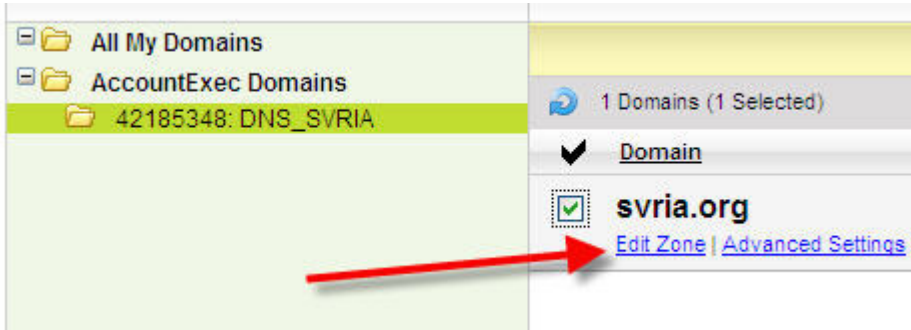 All My Domains
AccountExec Domains
42185348: DNS_SVRIA
1 Domains (1 Selected)
Domain
svria.org
Edit Zone | Advanced Settings